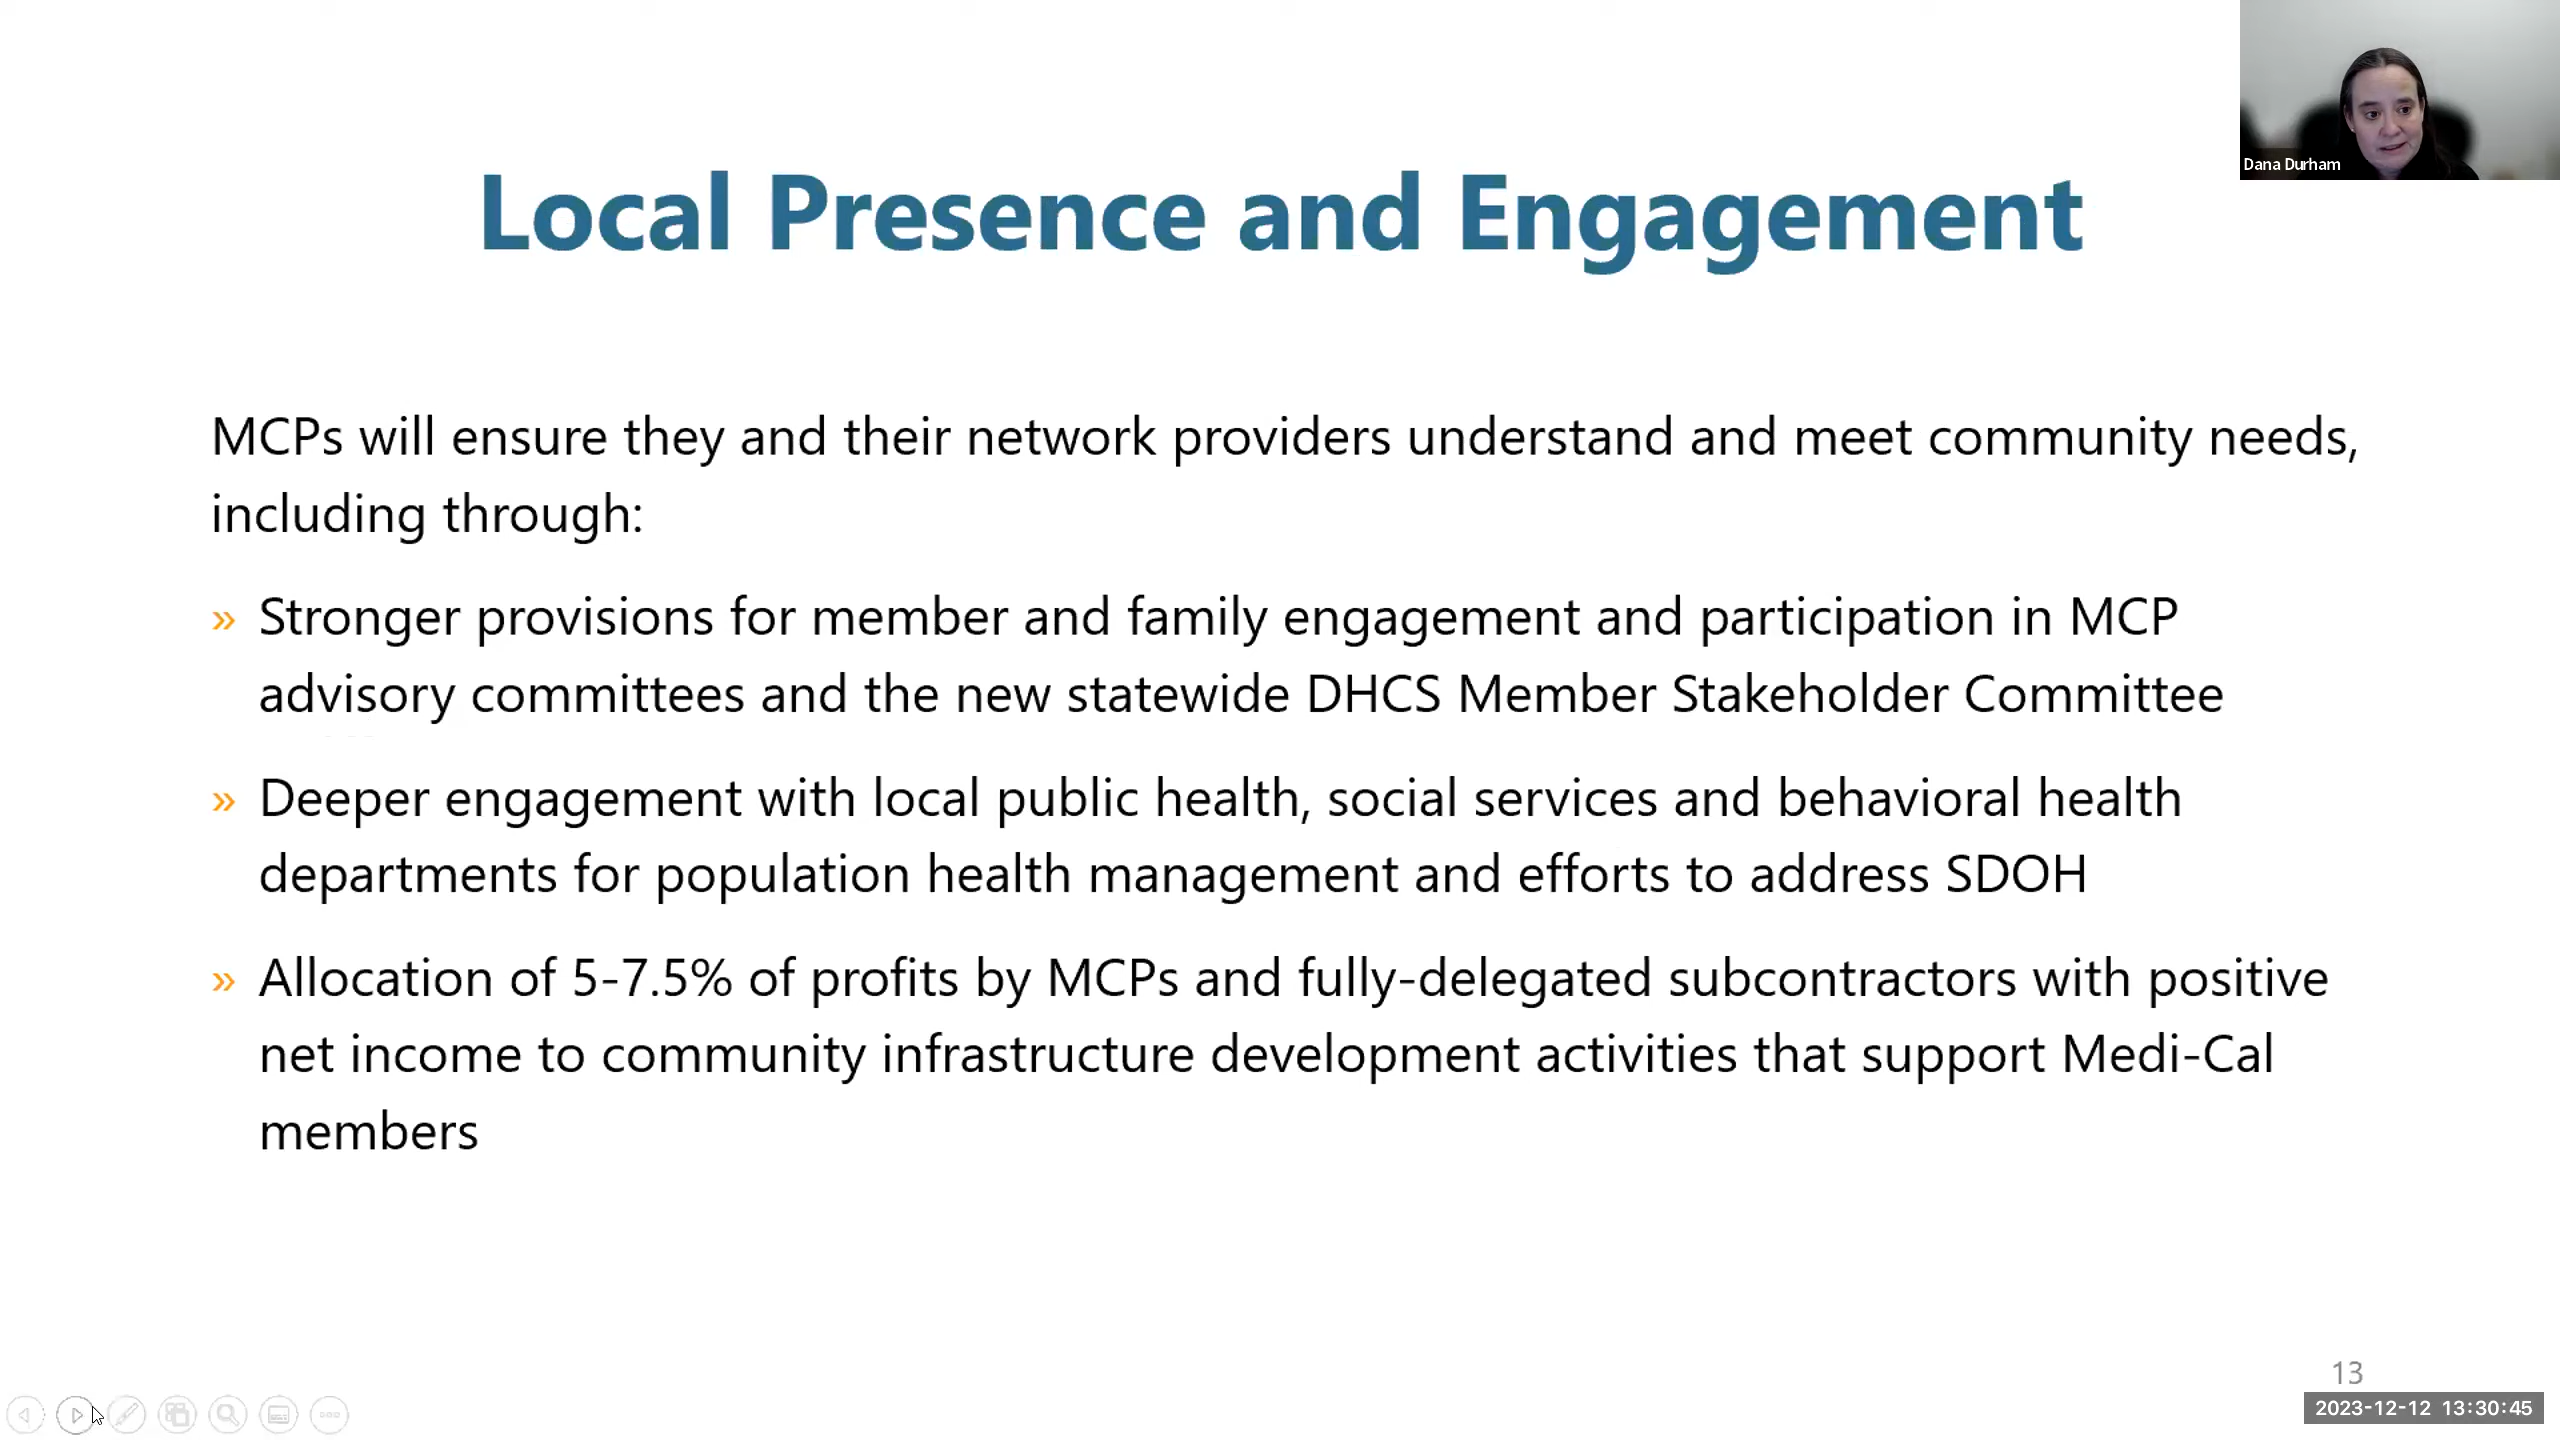 Dana Durham
Local Presence and Engagement
MCPs will ensure they and their network providers understand and meet community needs,
including through:
» Stronger provisions for member and family engagement and participation in MCP
advisory committees and the new statewide DHCS Member Stakeholder Committee
» Deeper engagement with local public health, social services and behavioral health
departments for population health management and efforts to address SDOH
» Allocation of 5-7.5% of profits by MCPs and fully-delegated subcontractors with positive
net income to community infrastructure development activities that support Medi-Cal
members
13
2023-12-12 13:30:45